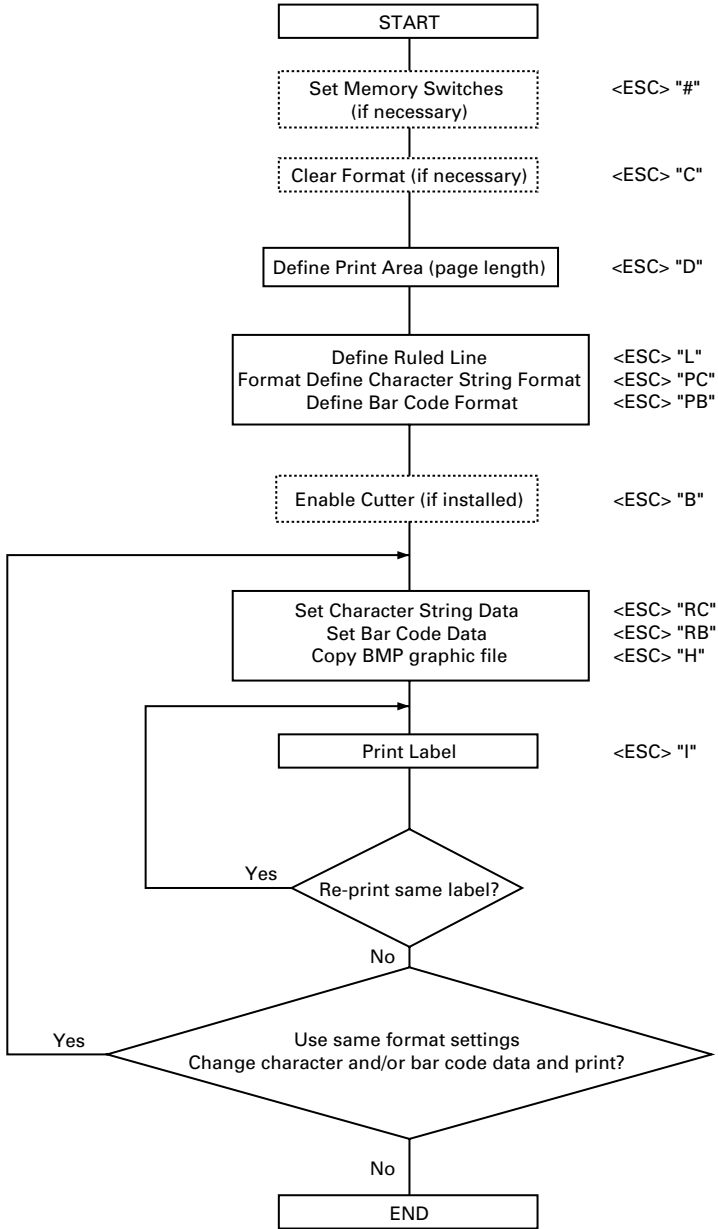 START
Set Memory Switches
(if necessary)
<ESC> "#"
Clear Format (if necessary)
<ESC> "C"
Define Print Area (page length)
<ESC> "D"
Define Ruled Line
<ESC> "L"
Format Define Character String Format
<ESC> "PC"
Define Bar Code Format
<ESC> "PB"
Enable Cutter (if installed)
<ESC> "B"
Set Character String Data
<ESC> "RC"
Set Bar Code Data
<ESC> "RB"
Copy BMP graphic file
<ESC> "H"
Print Label
<ESC> "I"
Yes
Re-print same label?
No
Yes
Use same format settings
Change character and/or bar code data and print?
No
END